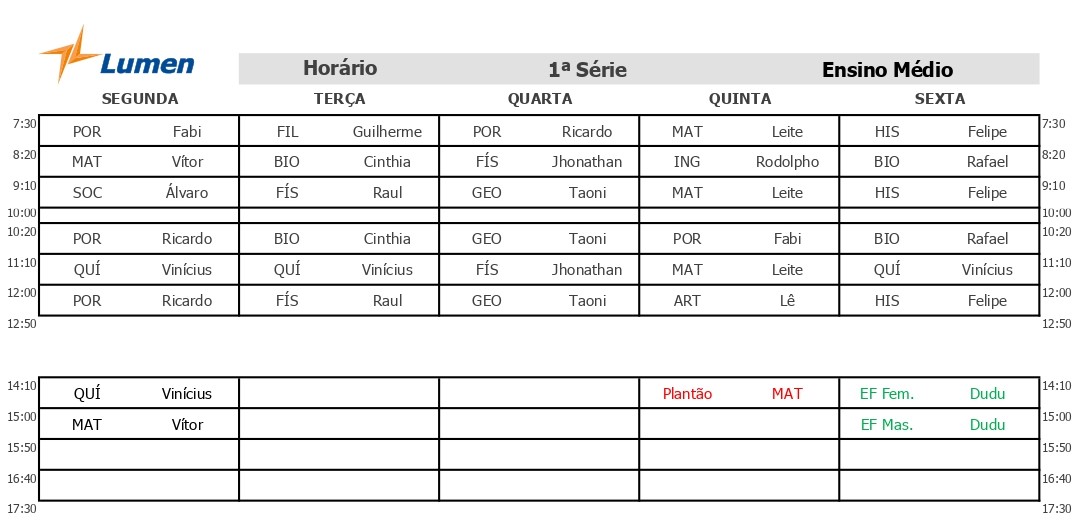 Lumen
Horário 1ª Série Ensino Médio
SEGUNDA TERÇA QUARTA QUINTA SEXTA
7:30 7:30
POR Fabi FIL Guilherme POR Ricardo MAT Leite HIS Felipe
8:20 8:20
MAT Vítor BIO Cinthia FÍS Jhonathan ING Rodolpho BIO Rafael
9:10 9:10
SOC Álvaro FÍS Raul GEO Taoni MAT Leite HIS Felipe
10:00 10:00
10:20 10:20
POR Ricardo BIO Cinthia GEO Taoni POR Fabi BIO Rafael
11:10 11:10
QUÍ Vinícius QUÍ Vinícius FÍS Jhonathan MAT Leite QUÍ Vinícius
12:00 12:00
POR Ricardo FÍS Raul GEO Taoni ART Lê HIS Felipe
12:50 12:50
14:10 14:10
QUÍ Vinícius Plantão MAT EF Fem. Dudu
15:00 15:00
MAT Vítor EF Mas. Dudu
15:50 15:50
16:40 16:40
17:30 17:30